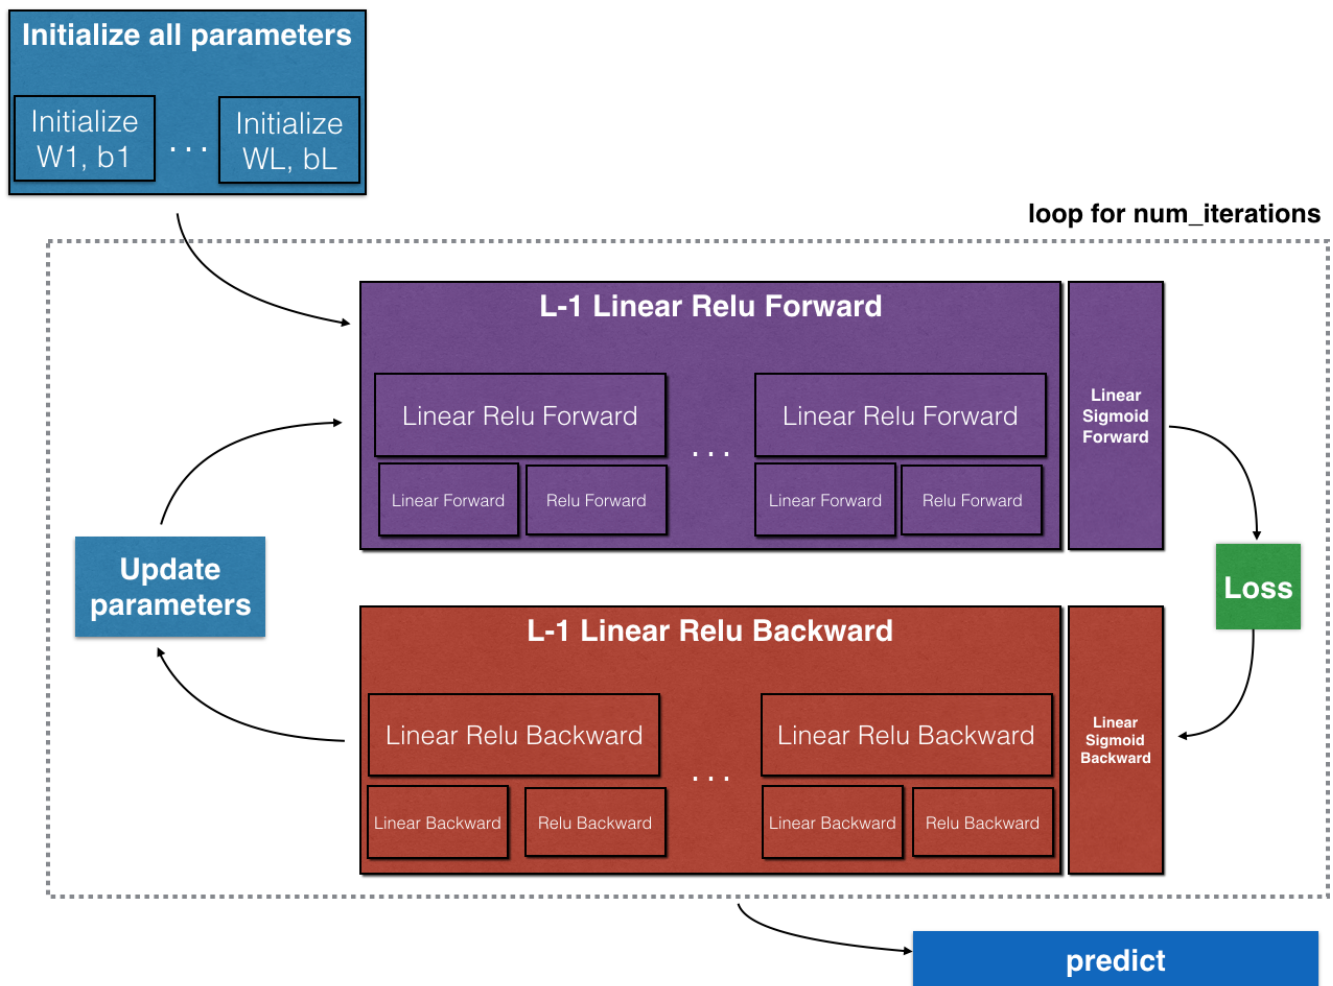 Initialize all parameters
Initialize
W1, b1
...
Initialize
WL, bL
loop for num_iterations
L-1 Linear Relu Forward
Linear Relu Forward
...
Linear Relu Forward
Linear Forward
Relu Forward
Linear Forward
Relu Forward
Linear
Sigmoid
Forward
Update
parameters
Loss
L-1 Linear Relu Backward
Linear Relu Backward
...
Linear Relu Backward
Linear Backward
Relu Backward
Linear Backward
Relu Backward
Linear
Sigmoid
Backward
predict